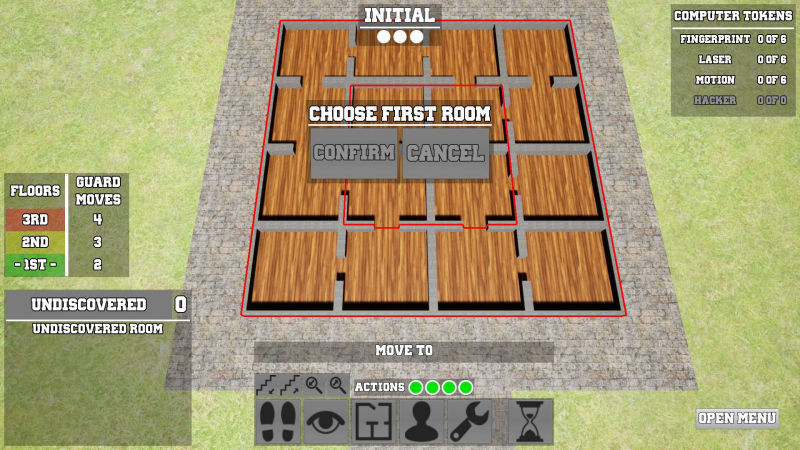 INITIAL
COMPUTER TOKENS
FINGERPRINT 0 OF 6
LASER 0 OF 6
MOTION 0 OF 6
HACKER 0 OF 0
CHOOSE FIRST ROOM
CONFIRM CANCEL
FLOORS GUARD MOVES
3RD 4
2ND 3
- 1ST - 2
UNDISCOVERED 0
UNDISCOVERED ROOM
MOVE TO
ACTIONS
OPEN MENU